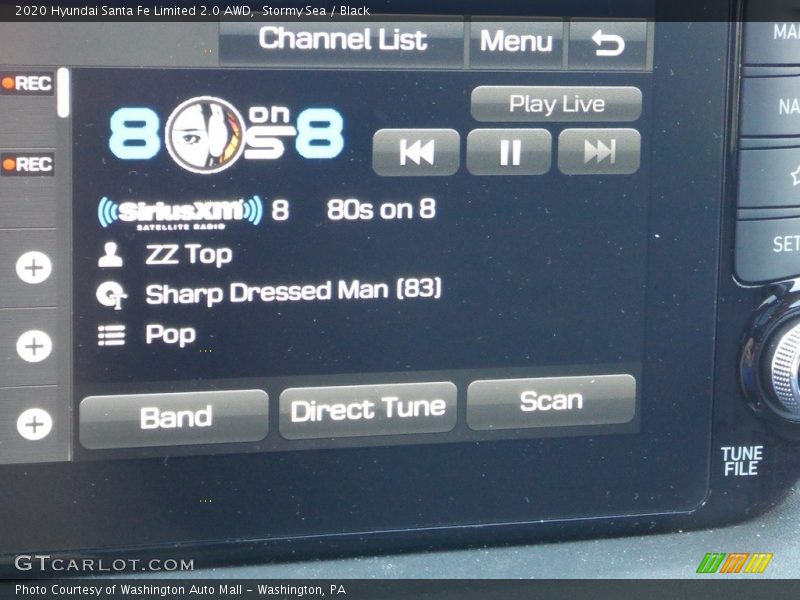 2020 Hyundai Santa Fe Limited 2.0 AWD, Stormy Sea / Black
Channel List
Menu
REC
REC
8 on 8
80s
Play Live
SiriusXM
SATELLITE RADIO
8
80s on 8
ZZ Top
Sharp Dressed Man (83)
Pop
Band
Direct Tune
Scan
TUNE
FILE
GTCARLOT.COM
Photo Courtesy of Washington Auto Mall - Washington, PA